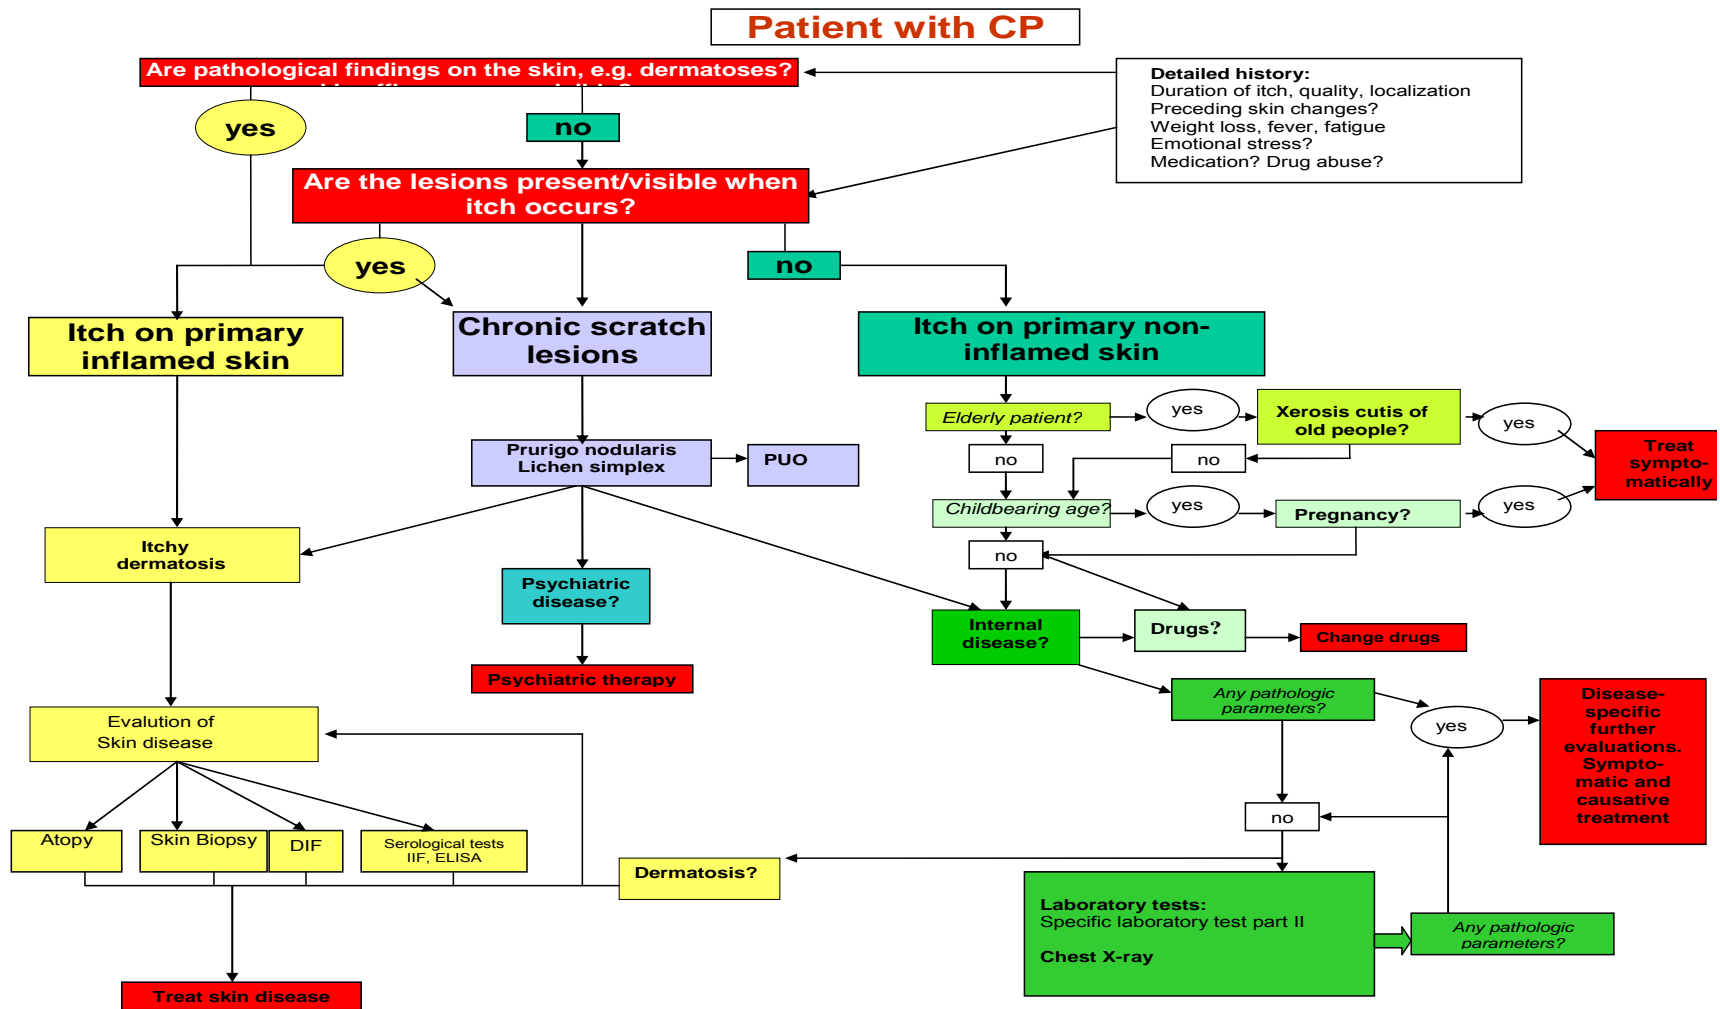 Patient with CP
Are pathological findings on the skin, e.g. dermatoses?
Detailed history:
Duration of itch, quality, localization
Preceding skin changes?
Weight loss, fever, fatigue
Emotional stress?
Medication? Drug abuse?
yes
no
Are the lesions present/visible when
itch occurs?
yes
no
Itch on primary
inflamed skin
Chronic scratch
lesions
Itch on primary non-
inflamed skin
Elderly patient?
yes
Xerosis cutis of
old people?
yes
Treat
sympto-
matically
no
no
Prurigo nodularis
Lichen simplex
PUO
Childbearing age?
yes
Pregnancy?
yes
no
Itchy
dermatosis
Psychiatric
disease?
Internal
disease?
Drugs?
Change drugs
Psychiatric therapy
Any pathologic
parameters?
yes
Disease-
specific
further
evaluations.
Sympto-
matic and
causative
treatment
Evalution of
Skin disease
no
Atopy
Skin Biopsy
DIF
Serological tests
IIF, ELISA
Dermatosis?
Laboratory tests:
Specific laboratory test part II
Chest X-ray
Any pathologic
parameters?
Treat skin disease